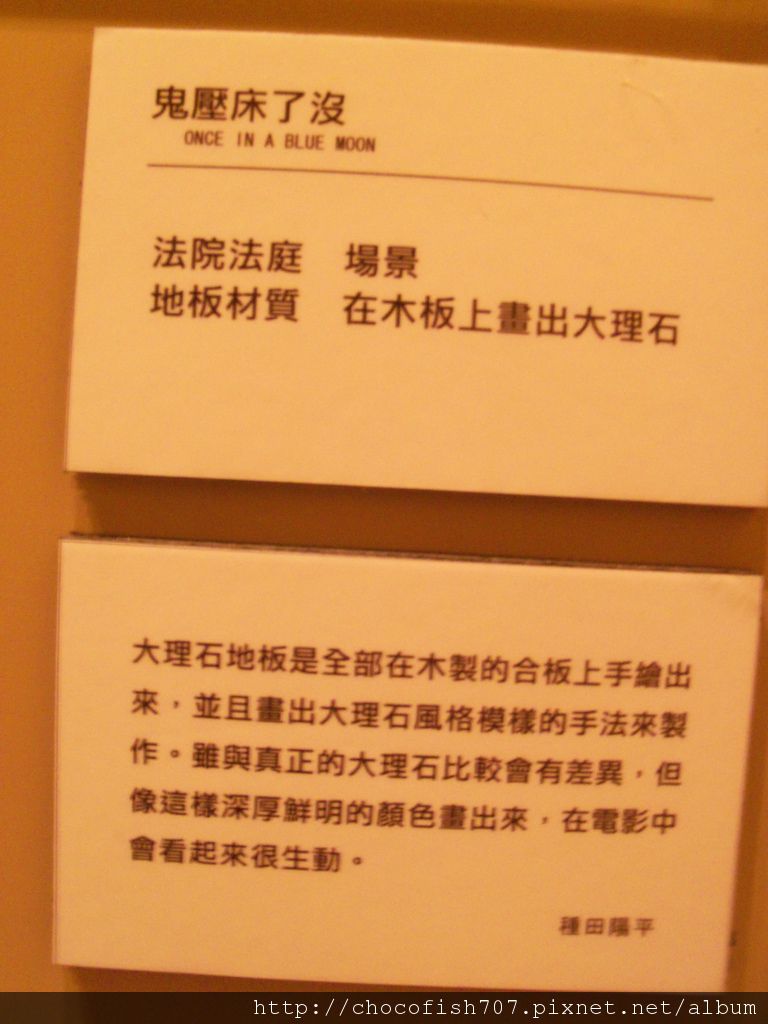 鬼壓床了沒
ONCE IN A BLUE MOON
法院法庭　場景
地板材質　在木板上畫出大理石
大理石地板是全部在木製的合板上手繪出
來，並且畫出大理石風格模樣的手法來製
作。雖與真正的大理石比較會有差異，但
像這樣深厚鮮明的顏色畫出來，在電影中
會看起來很生動。
種田陽平
http://chocofish707.pixnet.net/album